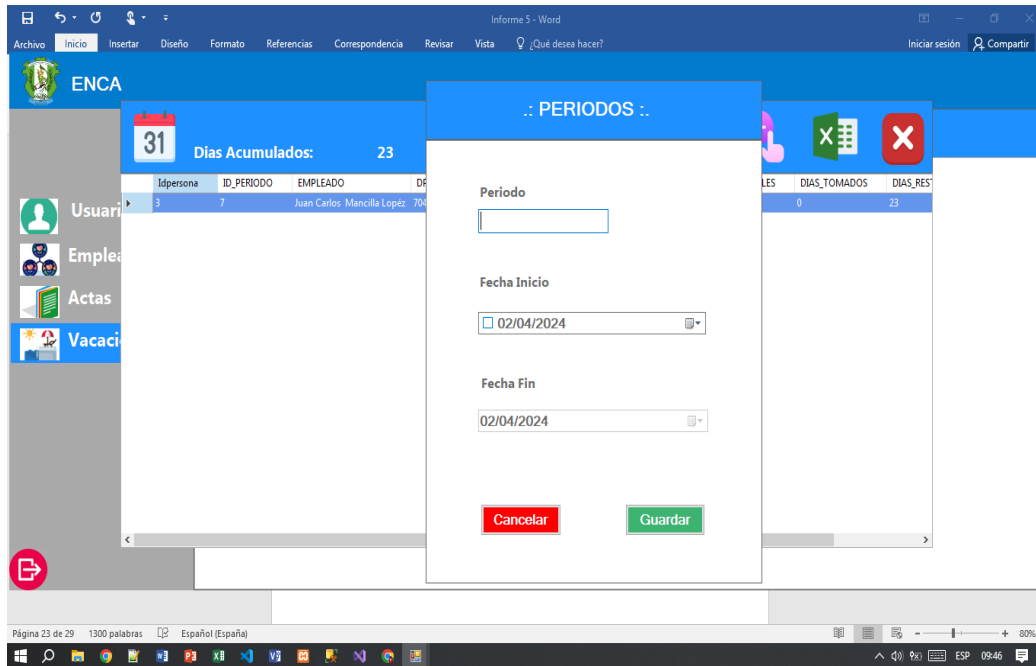 Informe 5 - Word
Archivo Inicio Insertar Diseño Formato Referencias Correspondencia Revisar Vista ¿Qué desea hacer? Iniciar sesión Compartir
ENCA
.: PERIODOS :.
31 Dias Acumulados: 23
Idpersona ID_PERIODO EMPLEADO DP LES DIAS_TOMADOS DIAS_REST
3 7 Juan Carlos Mancilla Lopéz 704 0 23
Periodo
Usuari
Emplea
Fecha Inicio
Actas
02/04/2024
Vacaci
Fecha Fin
02/04/2024
Cancelar Guardar
Página 23 de 29 1300 palabras Español (España) 80%
ESP 09:46